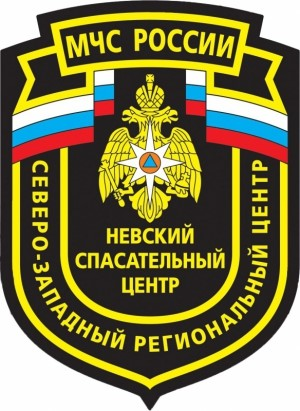 МЧС РОССИИ
НЕВСКИЙ
СПАСАТЕЛЬНЫЙ
ЦЕНТР
СЕВЕРО-ЗАПАДНЫЙ РЕГИОНАЛЬНЫЙ ЦЕНТР